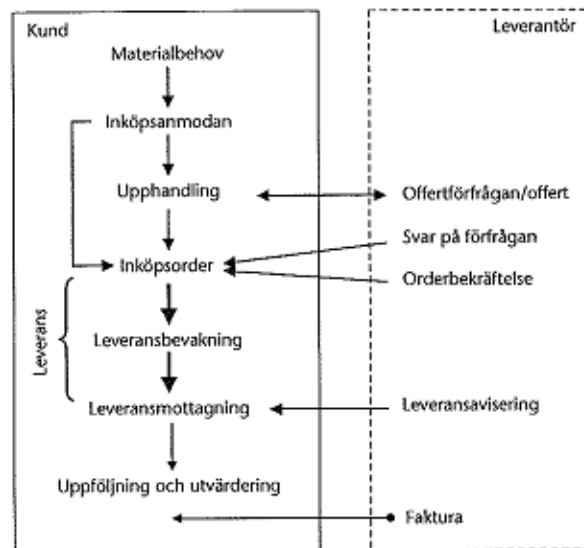 Kund
Leverantör
Materialbehov
Inköpsanmodan
Upphandling
Offertförfrågan/offert
Svar på förfrågan
Inköpsorder
Orderbekräftelse
Leverans
Leveransbevakning
Leveransmottagning
Leveransavisering
Uppföljning och utvärdering
Faktura